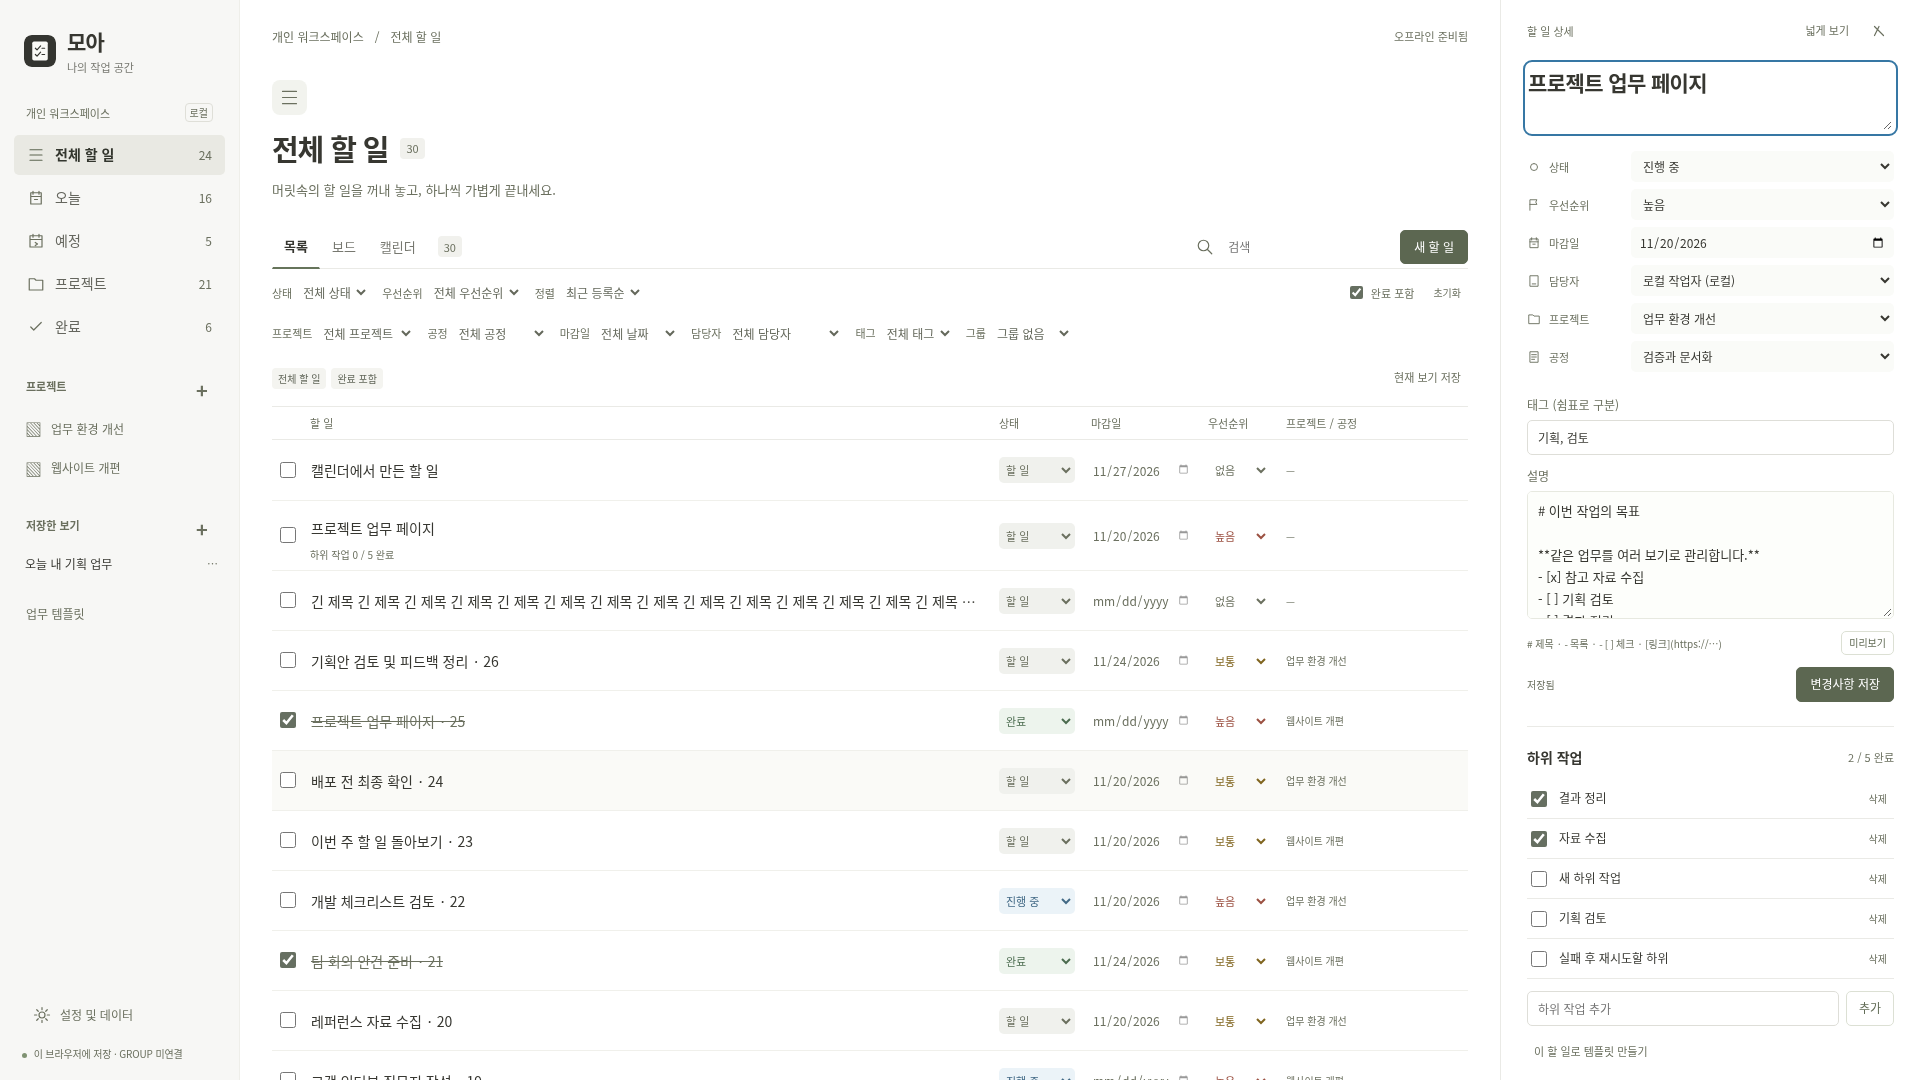 모아
나의 작업 공간
개인 워크스페이스 로컬
전체 할 일 24
오늘 16
예정 5
프로젝트 21
완료 6
프로젝트 +
업무 환경 개선
웹사이트 개편
저장한 보기 +
오늘 내 기획 업무 ···
업무 템플릿
설정 및 데이터
이 브라우저에 저장 · GROUP 미연결
개인 워크스페이스 / 전체 할 일 오프라인 준비됨
전체 할 일 30
머릿속의 할 일을 꺼내 놓고, 하나씩 가볍게 끝내세요.
목록 보드 캘린더 30 검색 새 할 일
상태 전체 상태 우선순위 전체 우선순위 정렬 최근 등록순 완료 포함 초기화
프로젝트 전체 프로젝트 공정 전체 공정 마감일 전체 날짜 담당자 전체 담당자 태그 전체 태그 그룹 그룹 없음
전체 할 일 완료 포함 현재 보기 저장
할 일 상태 마감일 우선순위 프로젝트 / 공정
캘린더에서 만든 할 일 할 일 11/27/2026 없음 —
프로젝트 업무 페이지 할 일 11/20/2026 높음 —
하위 작업 0 / 5 완료
긴 제목 긴 제목 긴 제목 긴 제목 긴 제목 긴 제목 긴 제목 긴 제목 긴 제목 긴 제목 긴 제목 긴 제목 긴 제목 긴 제목 … 할 일 mm/dd/yyyy 없음 —
기획안 검토 및 피드백 정리 · 26 할 일 11/24/2026 보통 업무 환경 개선
프로젝트 업무 페이지 · 25 완료 mm/dd/yyyy 높음 웹사이트 개편
배포 전 최종 확인 · 24 할 일 11/20/2026 보통 업무 환경 개선
이번 주 할 일 돌아보기 · 23 할 일 11/20/2026 보통 웹사이트 개편
개발 체크리스트 검토 · 22 진행 중 11/20/2026 높음 업무 환경 개선
팀 회의 안건 준비 · 21 완료 11/24/2026 보통 웹사이트 개편
레퍼런스 자료 수집 · 20 할 일 11/20/2026 보통 업무 환경 개선
할 일 상세 넓게 보기
프로젝트 업무 페이지
상태 진행 중
우선순위 높음
마감일 11/20/2026
담당자 로컬 작업자 (로컬)
프로젝트 업무 환경 개선
공정 검증과 문서화
태그 (쉼표로 구분)
기획, 검토
설명
# 이번 작업의 목표
**같은 업무를 여러 보기로 관리합니다.**
- [x] 참고 자료 수집
- [ ] 기획 검토
# 제목 · - 목록 · - [ ] 체크 · [링크](https://…) 미리보기
저장됨 변경사항 저장
하위 작업 2 / 5 완료
결과 정리 삭제
자료 수집 삭제
새 하위 작업 삭제
기획 검토 삭제
실패 후 재시도할 하위 삭제
하위 작업 추가 추가
이 할 일로 템플릿 만들기